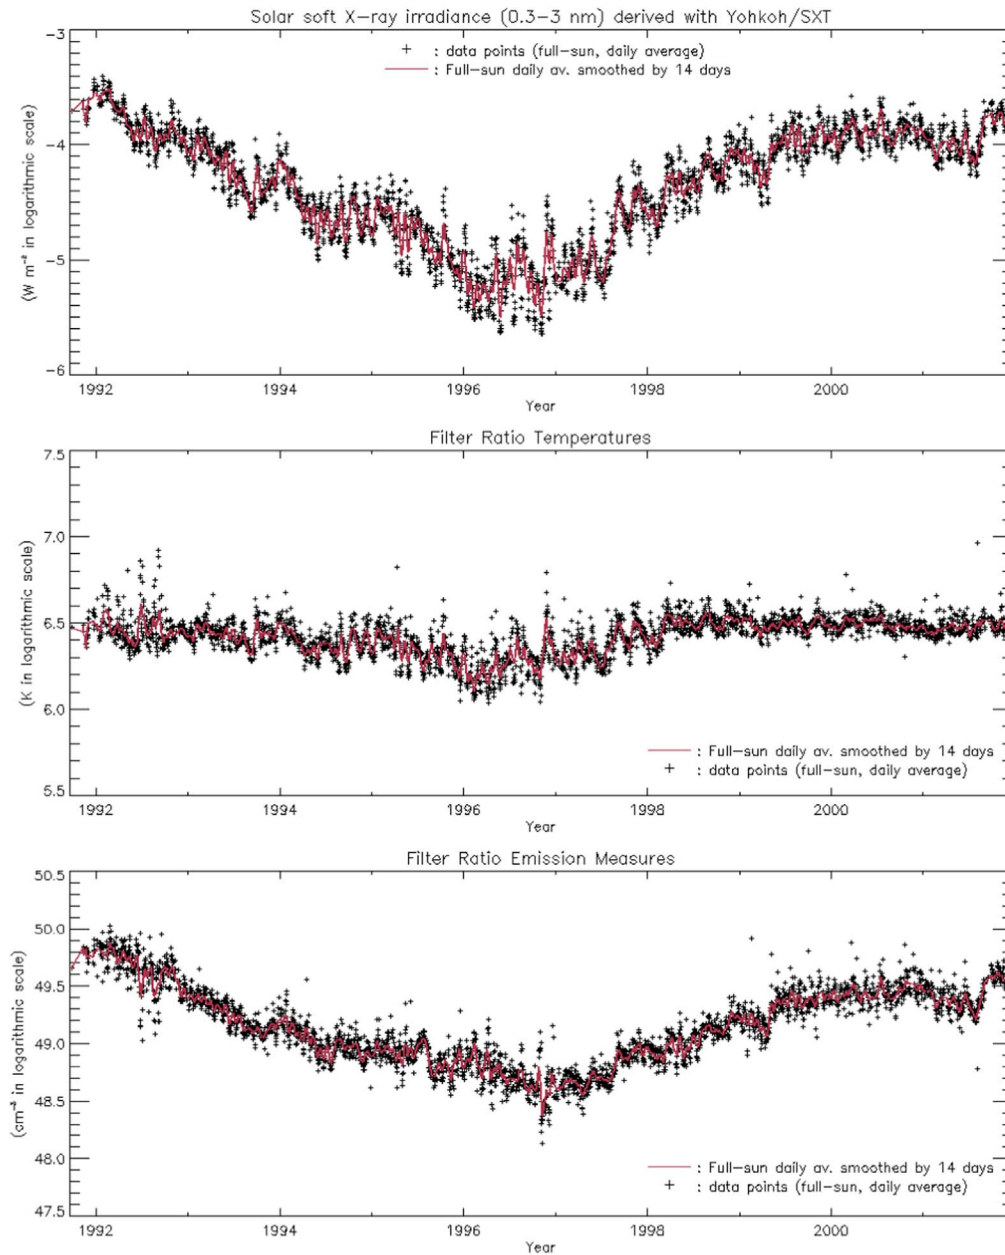 Solar soft X-ray irradiance (0.3-3 nm) derived with Yohkoh/SXT
-3
+ : data points (full-sun, daily average)
: Full-sun daily av. smoothed by 14 days
-4
-5
-6
(W m⁻² in logarithmic scale)
1992 1994 1996 1998 2000
Year
Filter Ratio Temperatures
7.5
7.0
6.5
6.0
5.5
(K in logarithmic scale)
: Full-sun daily av. smoothed by 14 days
+ : data points (full-sun, daily average)
1992 1994 1996 1998 2000
Year
Filter Ratio Emission Measures
50.5
50.0
49.5
49.0
48.5
48.0
47.5
(cm⁻³ in logarithmic scale)
: Full-sun daily av. smoothed by 14 days
+ : data points (full-sun, daily average)
1992 1994 1996 1998 2000
Year